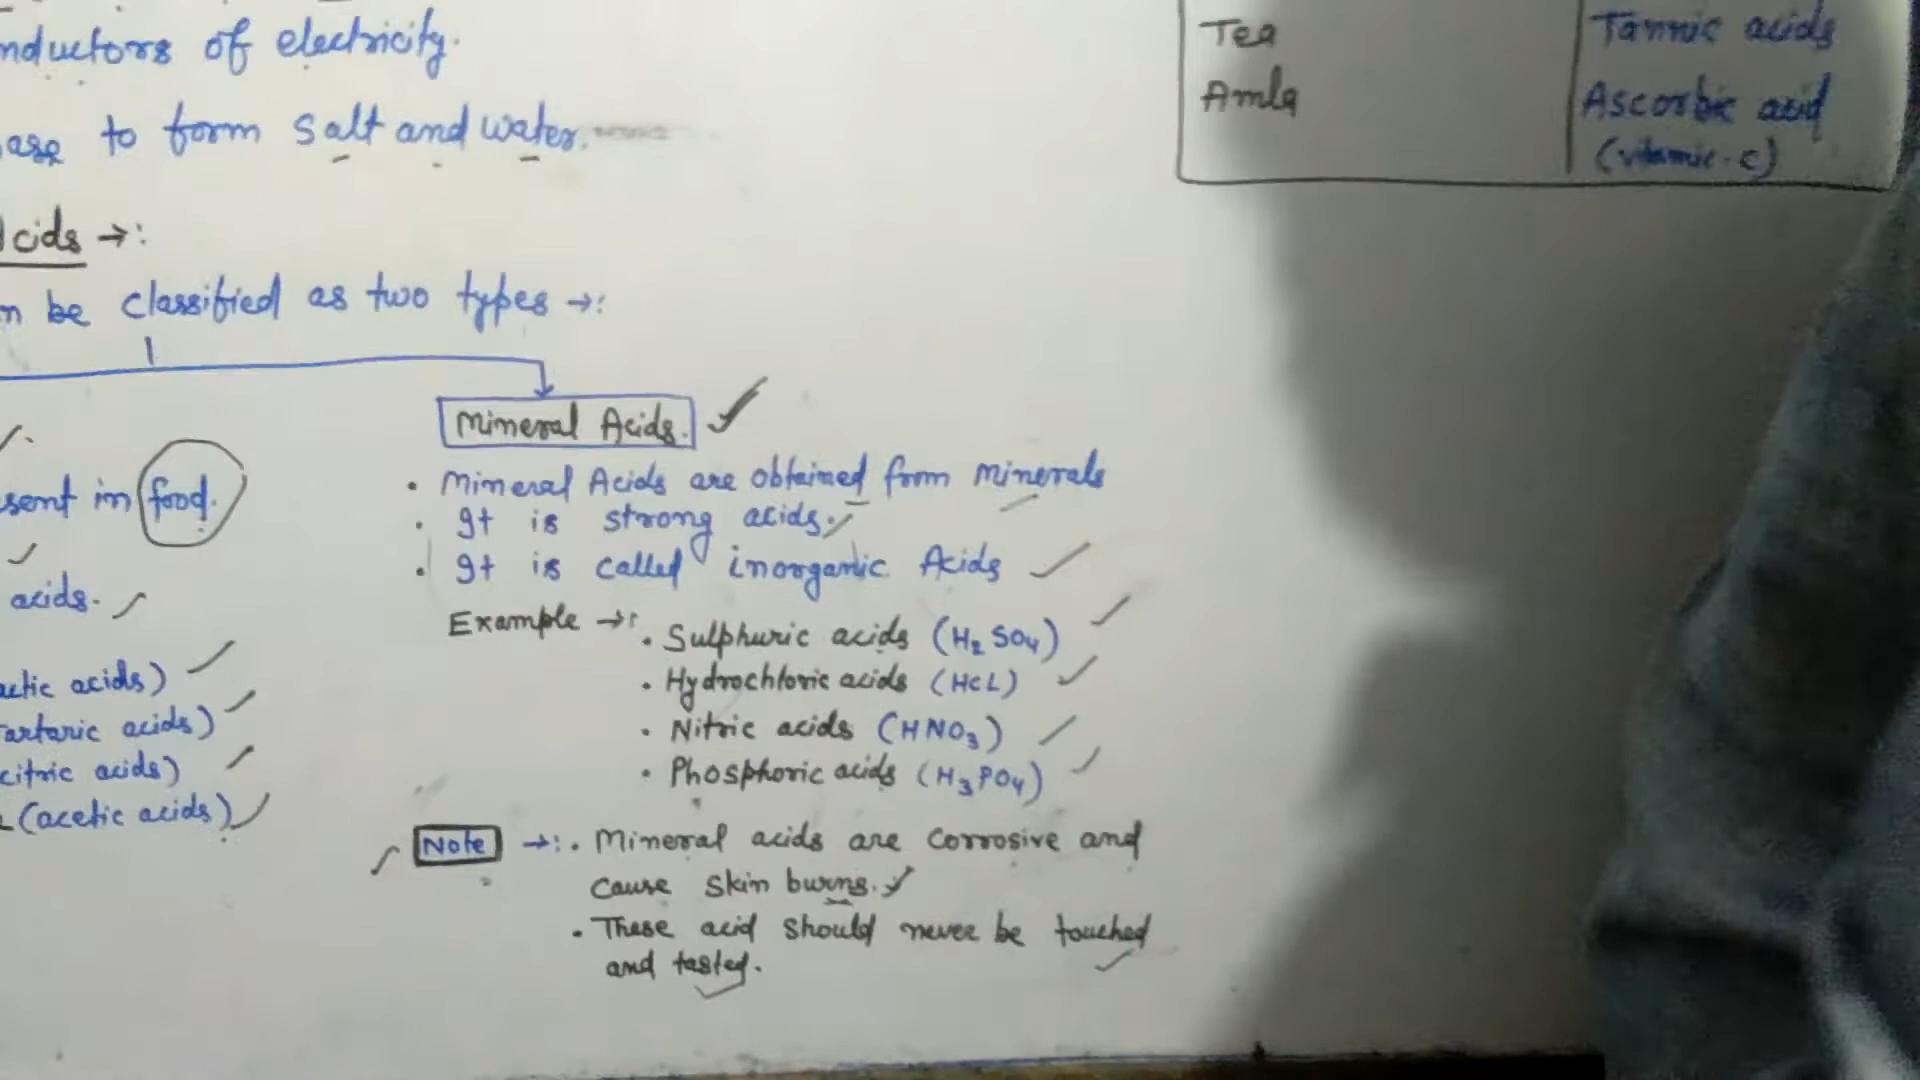 nductors of electricity.
ase to form Salt and water.
cids →:
n be Classified as two types →:
sent in food.
acids.
actic acids)
artaric acids)
citric acids)
(acetic acids)
Mineral Acids.
• Mineral Acids are obtained from minerals
• It is strong acids.
• It is called inorganic Acids
Example →: • Sulphuric acids (H₂SO₄)
• Hydrochloric acids (HCL)
• Nitric acids (HNO₃)
• Phosphoric acids (H₃PO₄)
Note →: • Mineral acids are Corrosive and
Cause skin burns.
• These acid should never be touched
and tasted.
Tea Tannic acids
Amla Ascorbic acid
(vitamic-c)